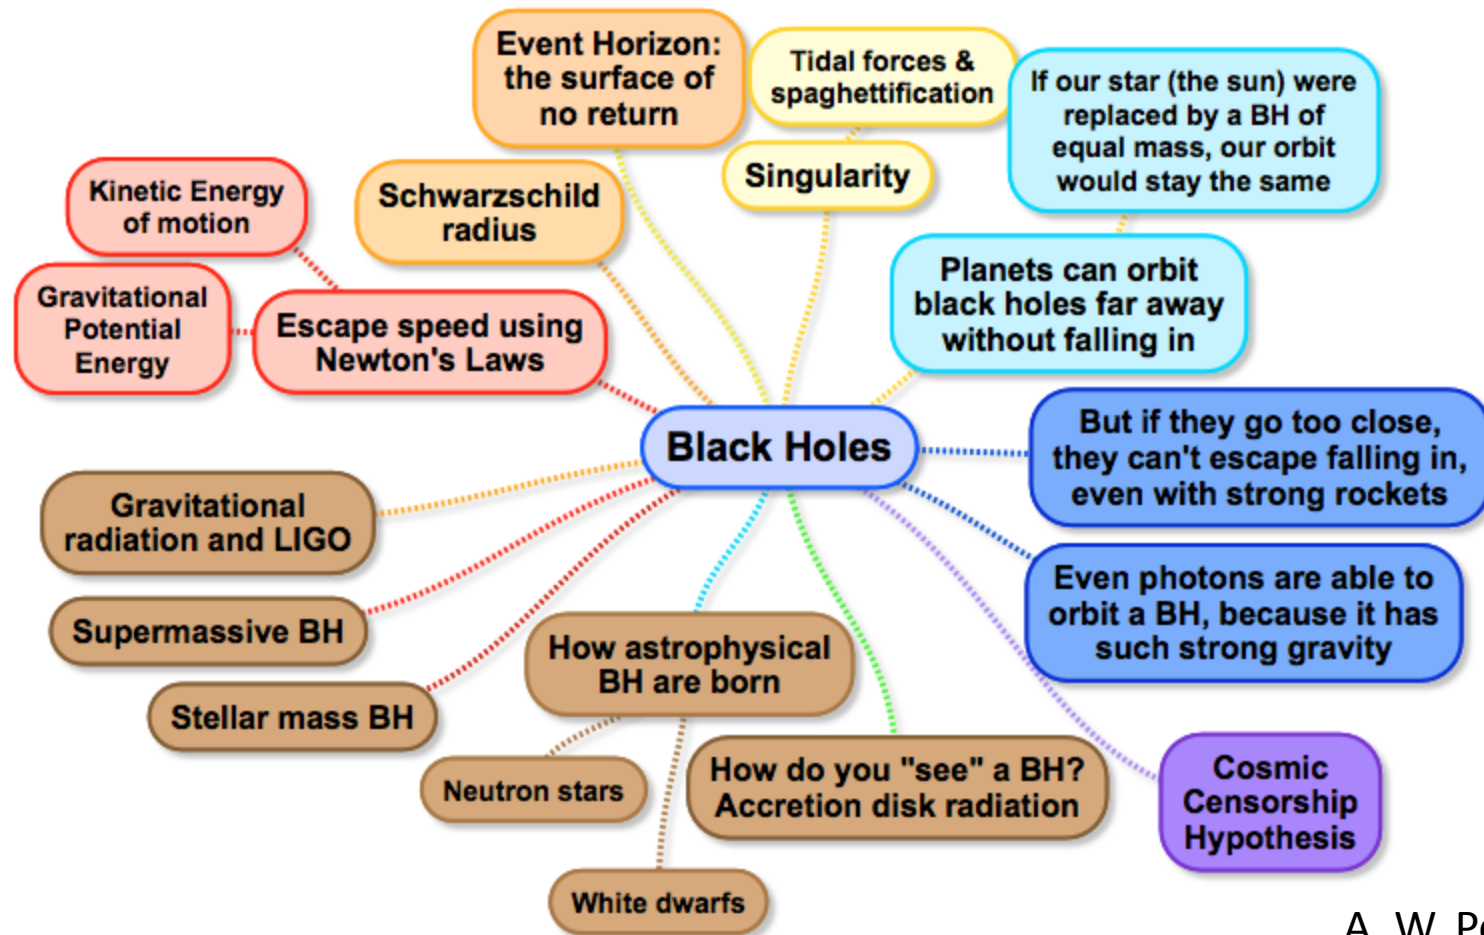 Event Horizon:
the surface of
no return
Tidal forces &
spaghettification
If our star (the sun) were
replaced by a BH of
equal mass, our orbit
would stay the same
Singularity
Kinetic Energy
of motion
Schwarzschild
radius
Gravitational
Potential
Energy
Escape speed using
Newton's Laws
Planets can orbit
black holes far away
without falling in
Black Holes
But if they go too close,
they can't escape falling in,
even with strong rockets
Gravitational
radiation and LIGO
Even photons are able to
orbit a BH, because it has
such strong gravity
Supermassive BH
How astrophysical
BH are born
Stellar mass BH
Neutron stars
How do you "see" a BH?
Accretion disk radiation
Cosmic
Censorship
Hypothesis
White dwarfs
A. W.